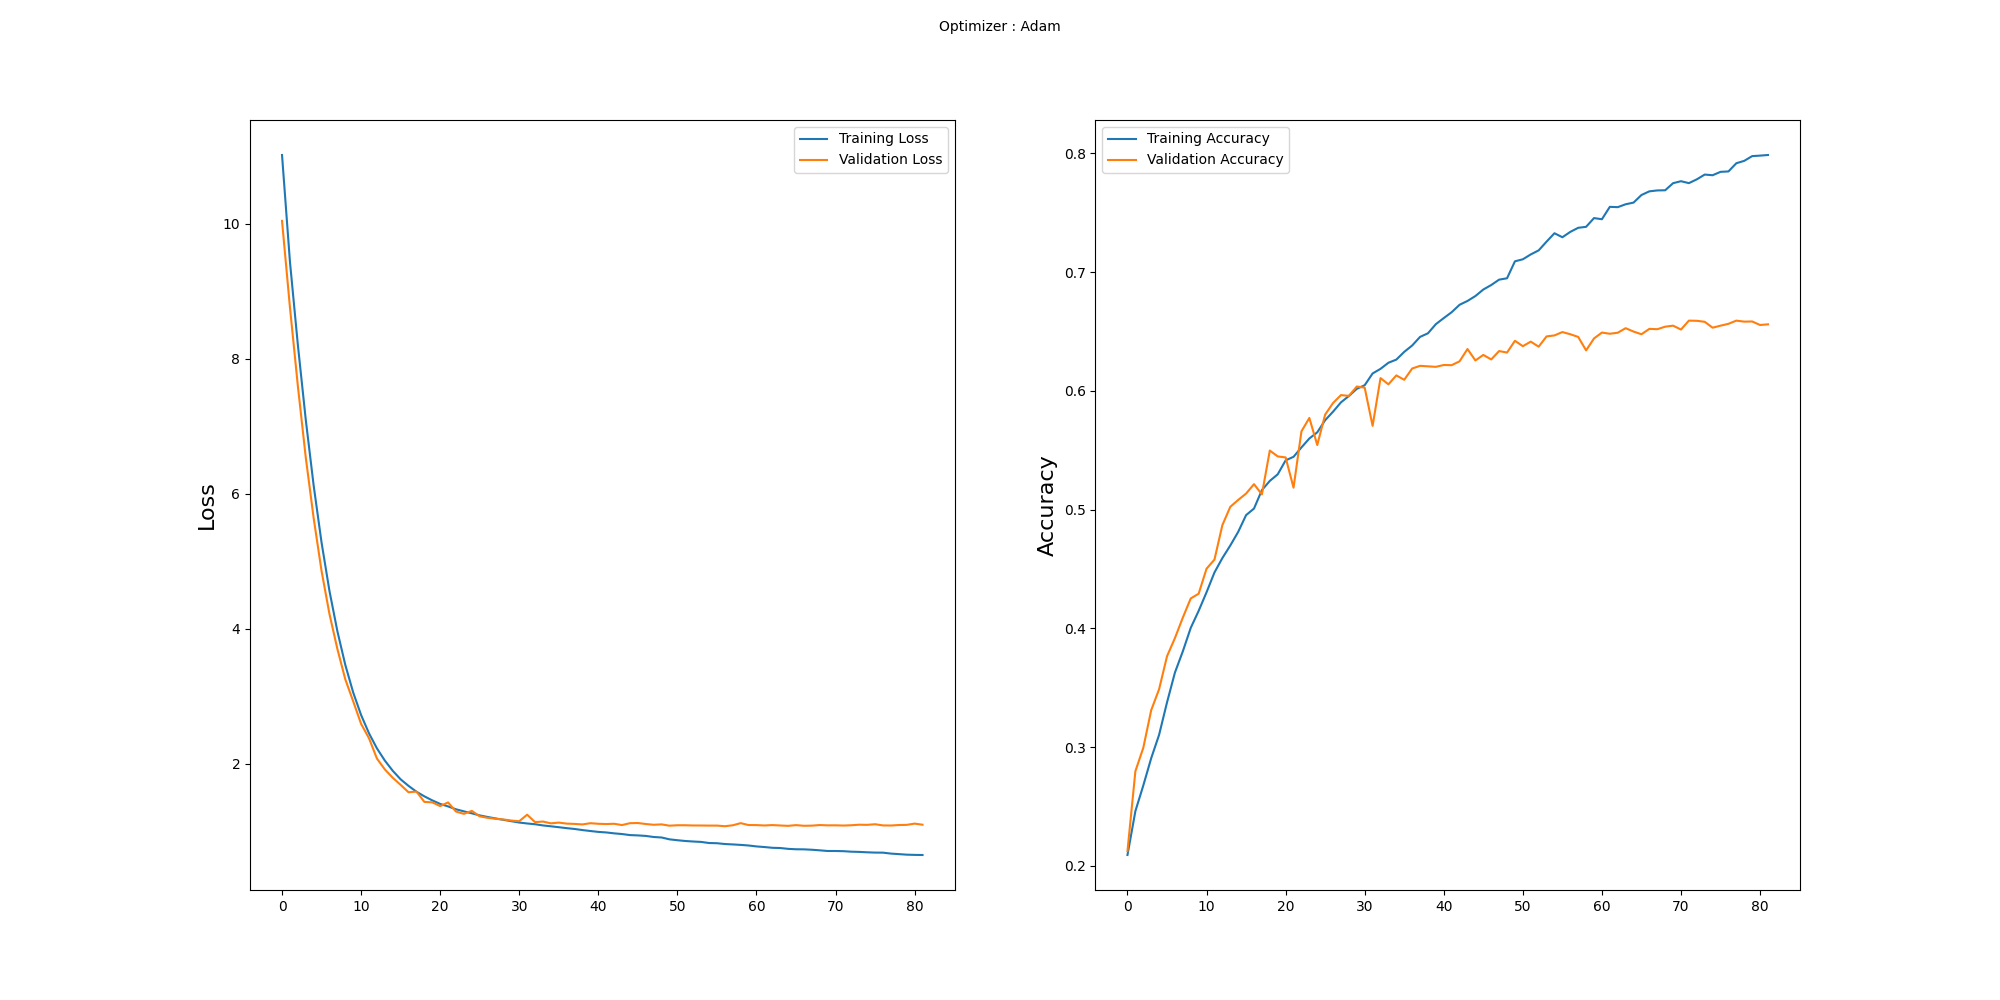 Optimizer : Adam
Loss
10
8
6
4
2
0 10 20 30 40 50 60 70 80
Training Loss
Validation Loss
Accuracy
0.8
0.7
0.6
0.5
0.4
0.3
0.2
0 10 20 30 40 50 60 70 80
Training Accuracy
Validation Accuracy